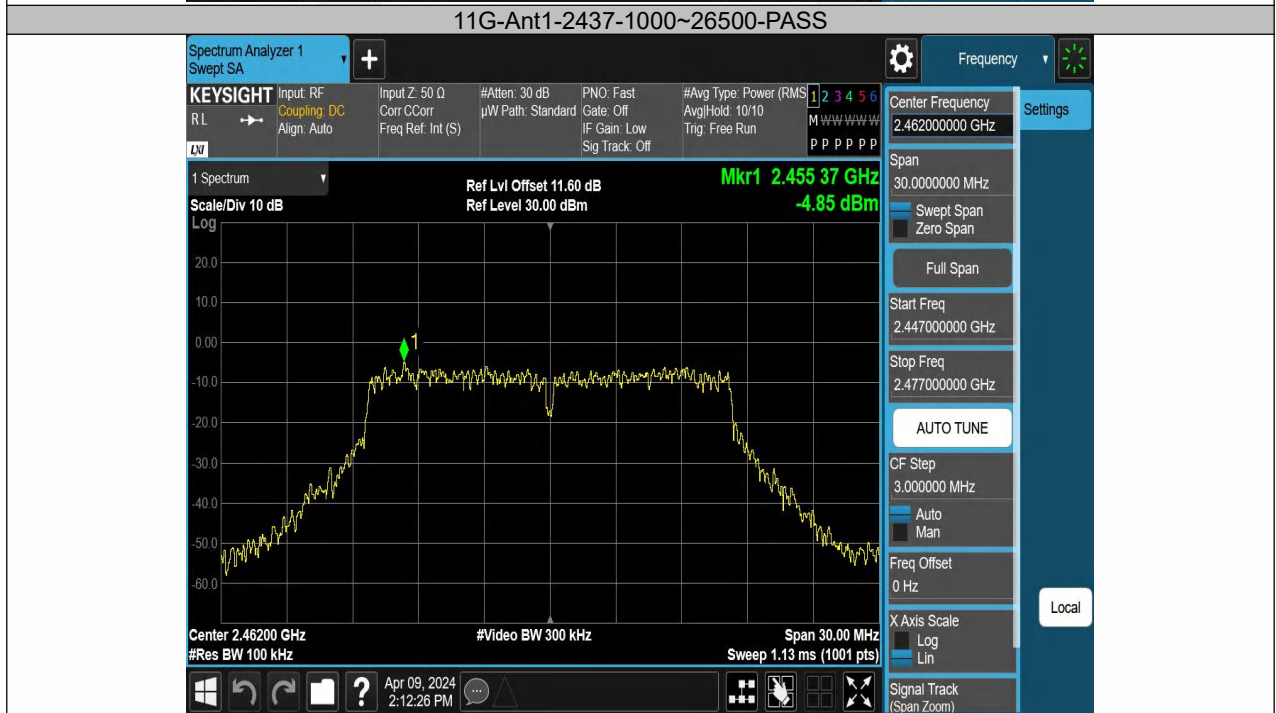 11G-Ant1-2437-1000~26500-PASS
Spectrum Analyzer 1
Swept SA
+
Frequency
KEYSIGHT
RL
LXI
Input: RF
Coupling: DC
Align: Auto
Input Z: 50 Ω
Corr CCorr
Freq Ref: Int (S)
#Atten: 30 dB
µW Path: Standard
PNO: Fast
Gate: Off
IF Gain: Low
Sig Track: Off
#Avg Type: Power (RMS
Avg|Hold: 10/10
Trig: Free Run
1 2 3 4 5 6
M W W W W W
P P P P P P
1 Spectrum
Scale/Div 10 dB
Log
Ref Lvl Offset 11.60 dB
Ref Level 30.00 dBm
Mkr1 2.455 37 GHz
-4.85 dBm
20.0
10.0
0.00
-10.0
-20.0
-30.0
-40.0
-50.0
-60.0
1
Center 2.46200 GHz
#Res BW 100 kHz
#Video BW 300 kHz
Span 30.00 MHz
Sweep 1.13 ms (1001 pts)
Center Frequency
2.462000000 GHz
Settings
Span
30.0000000 MHz
Swept Span
Zero Span
Full Span
Start Freq
2.447000000 GHz
Stop Freq
2.477000000 GHz
AUTO TUNE
CF Step
3.000000 MHz
Auto
Man
Freq Offset
0 Hz
X Axis Scale
Log
Lin
Local
Signal Track
(Span Zoom)
?
Apr 09, 2024
2:12:26 PM